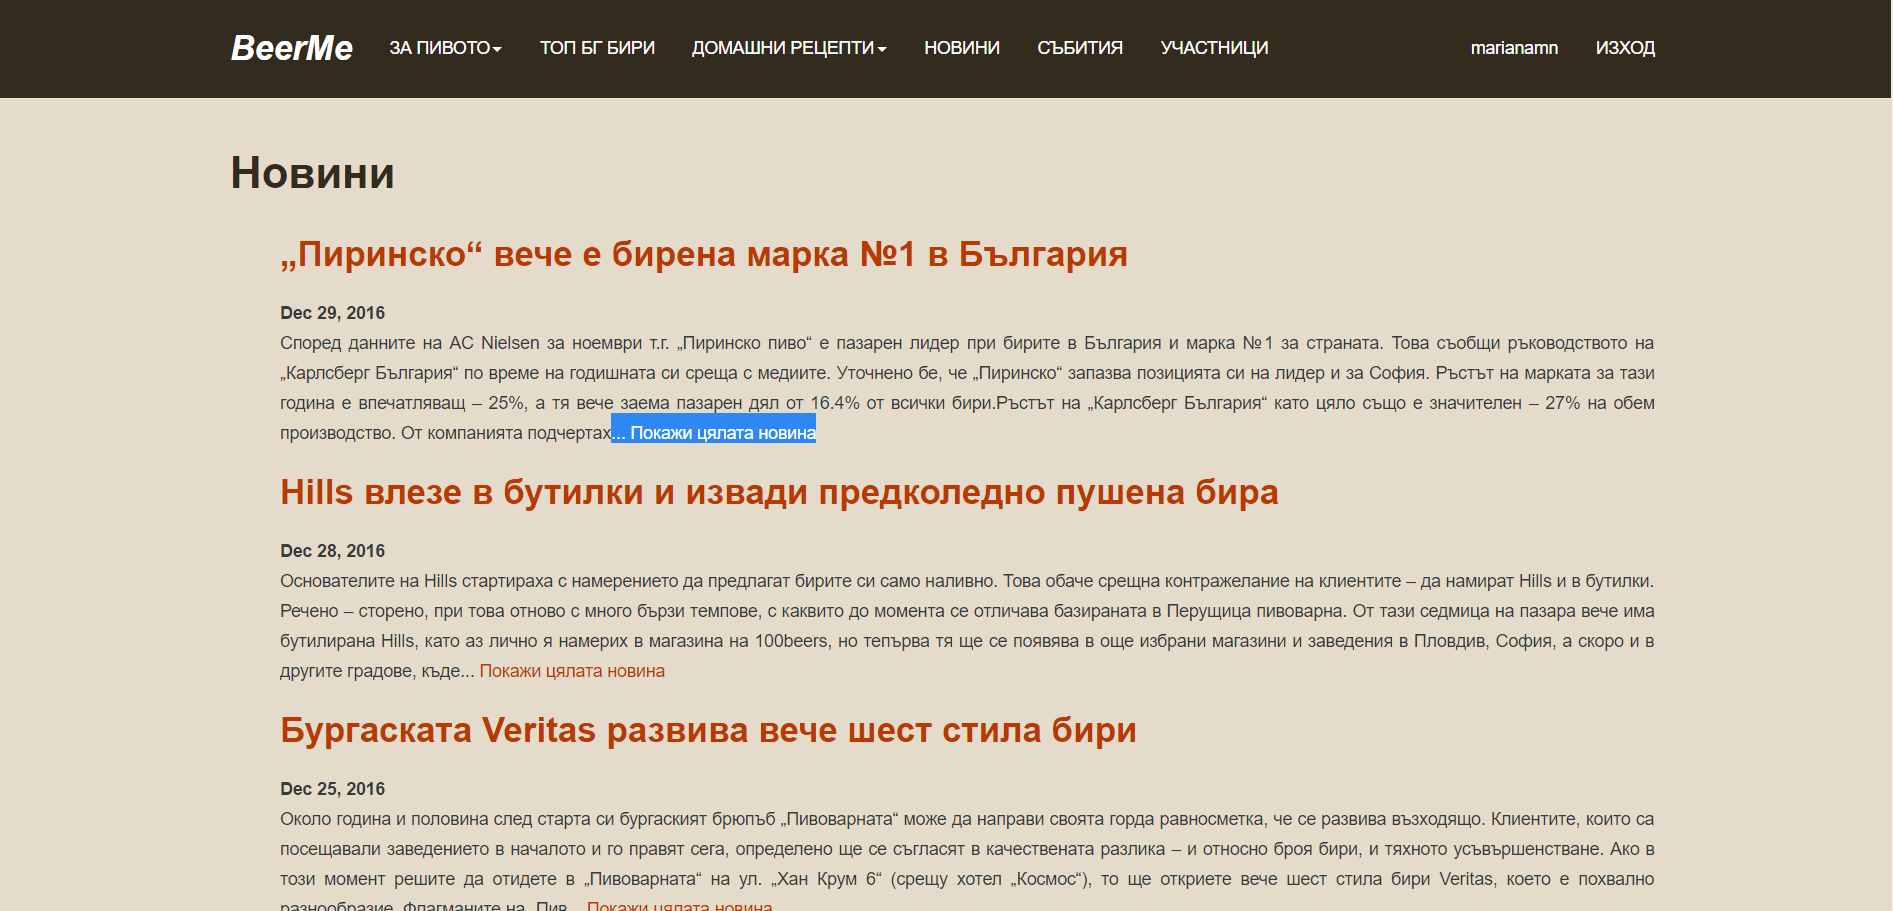 BeerMe ЗА ПИВОТО ТОП БГ БИРИ ДОМАШНИ РЕЦЕПТИ НОВИНИ СЪБИТИЯ УЧАСТНИЦИ marianamn ИЗХОД
Новини
„Пиринско“ вече е бирена марка №1 в България
Dec 29, 2016
Според данните на AC Nielsen за ноември т.г. „Пиринско пиво“ е пазарен лидер при бирите в България и марка №1 за страната. Това съобщи ръководството на
„Карлсберг България“ по време на годишната си среща с медиите. Уточнено бе, че „Пиринско“ запазва позицията си на лидер и за София. Ръстът на марката за тази
година е впечатляващ – 25%, а тя вече заема пазарен дял от 16.4% от всички бири.Ръстът на „Карлсберг България“ като цяло също е значителен – 27% на обем
производство. От компанията подчертах... Покажи цялата новина
Hills влезе в бутилки и извади предколедно пушена бира
Dec 28, 2016
Основателите на Hills стартираха с намерението да предлагат бирите си само наливно. Това обаче срещна контражелание на клиентите – да намират Hills и в бутилки.
Речено – сторено, при това отново с много бързи темпове, с каквито до момента се отличава базираната в Перущица пивоварна. От тази седмица на пазара вече има
бутилирана Hills, като аз лично я намерих в магазина на 100beers, но тепърва тя ще се появява в още избрани магазини и заведения в Пловдив, София, а скоро и в
другите градове, къде... Покажи цялата новина
Бургаската Veritas развива вече шест стила бири
Dec 25, 2016
Около година и половина след старта си бургаският брюпъб „Пивоварната“ може да направи своята горда равносметка, че се развива възходящо. Клиентите, които са
посещавали заведението в началото и го правят сега, определено ще се съгласят в качествената разлика – и относно броя бири, и тяхното усъвършенстване. Ако в
този момент решите да отидете в „Пивоварната“ на ул. „Хан Крум 6“ (срещу хотел „Космос“), то ще откриете вече шест стила бири Veritas, което е похвално
разнообразие. Флагманите на „Пив... Покажи цялата новина